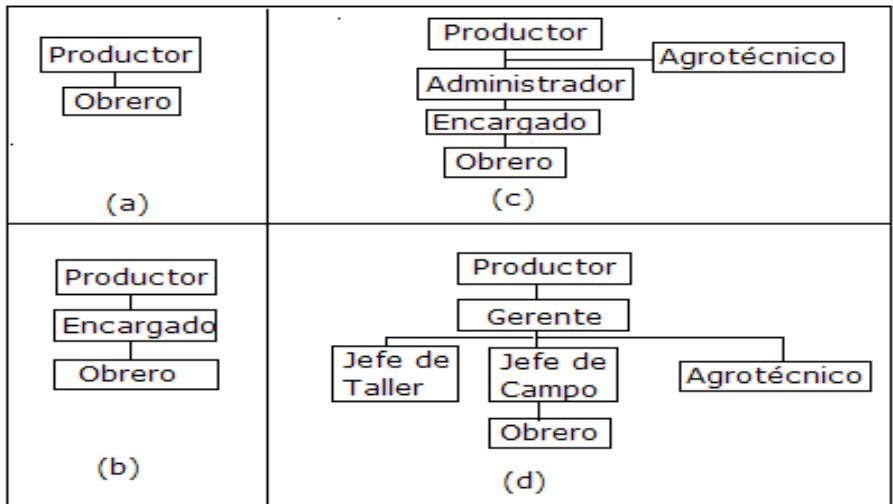 Productor
Obrero
(a)
Productor
Agrotécnico
Administrador
Encargado
Obrero
(c)
Productor
Encargado
Obrero
(b)
Productor
Gerente
Jefe de
Taller
Jefe de
Campo
Agrotécnico
Obrero
(d)